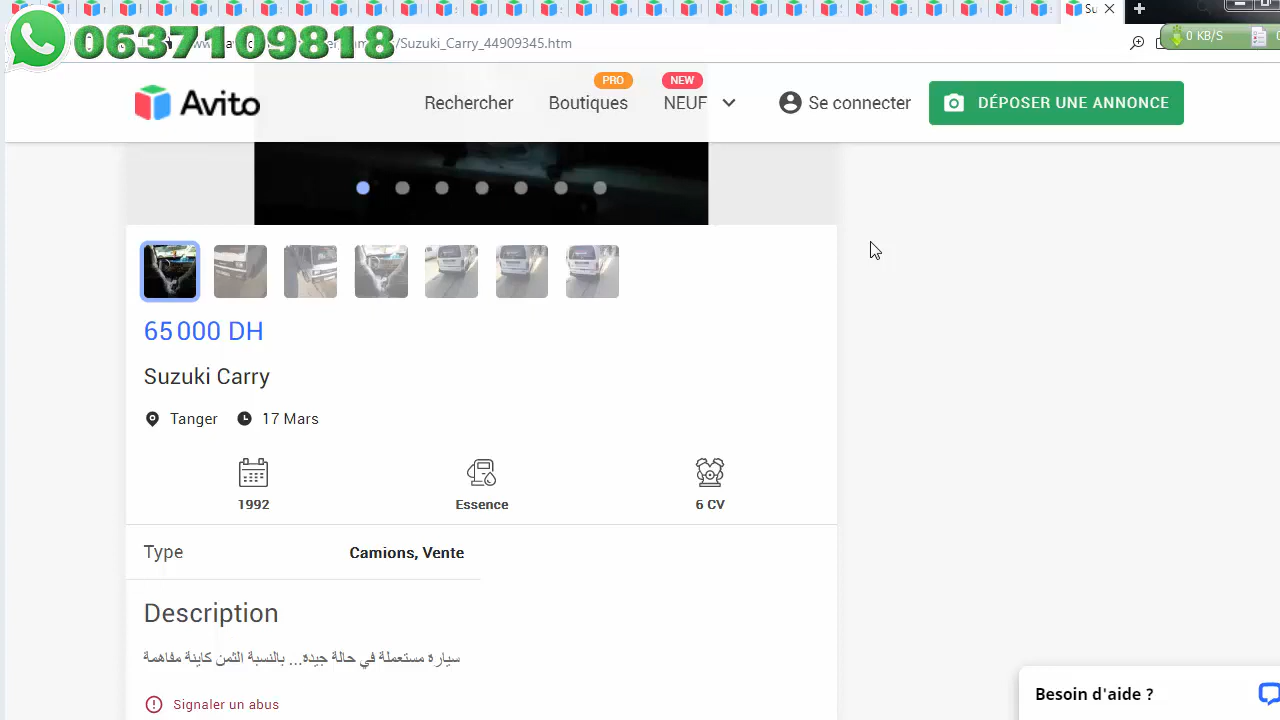 Su
0637109818
/Suzuki_Carry_44909345.htm
0 KB/S
Avito
Rechercher
PRO
Boutiques
NEW
NEUF
Se connecter
DÉPOSER UNE ANNONCE
65 000 DH
Suzuki Carry
Tanger
17 Mars
1992
Essence
6 CV
Type
Camions, Vente
Description
سيارة مستعملة في حالة جيدة... بالنسبة الثمن كاينة مفاهمة
Signaler un abus
Besoin d'aide ?